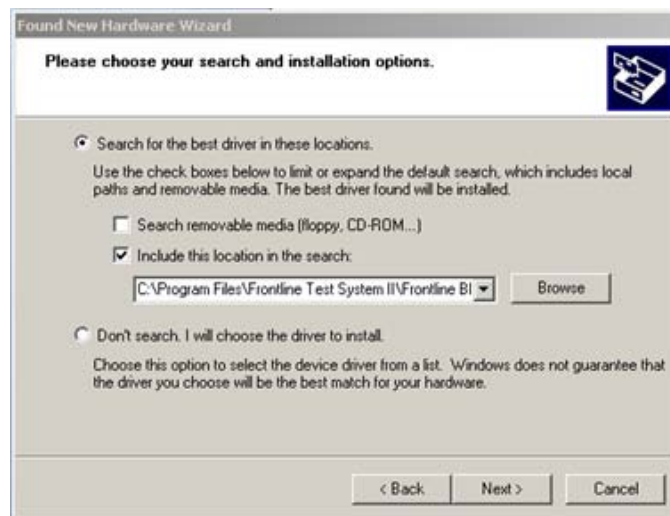 Found New Hardware Wizard
Please choose your search and installation options.
Search for the best driver in these locations.
Use the check boxes below to limit or expand the default search, which includes local
paths and removable media. The best driver found will be installed.
Search removable media (floppy, CD-ROM...)
Include this location in the search:
C:\Program Files\Frontline Test System II\Frontline Bl
Browse
Don't search. I will choose the driver to install.
Choose this option to select the device driver from a list. Windows does not guarantee that
the driver you choose will be the best match for your hardware.
< Back
Next >
Cancel